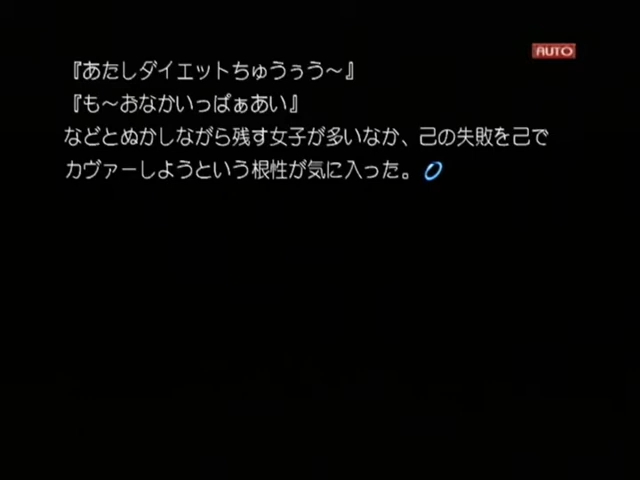 AUTO
『あたしダイエットちゅうぅう～』
『も～おなかいっぱぁあい』
などとぬかしながら残す女子が多いなか、己の失敗を己で
カヴァーしようという根性が気に入った。